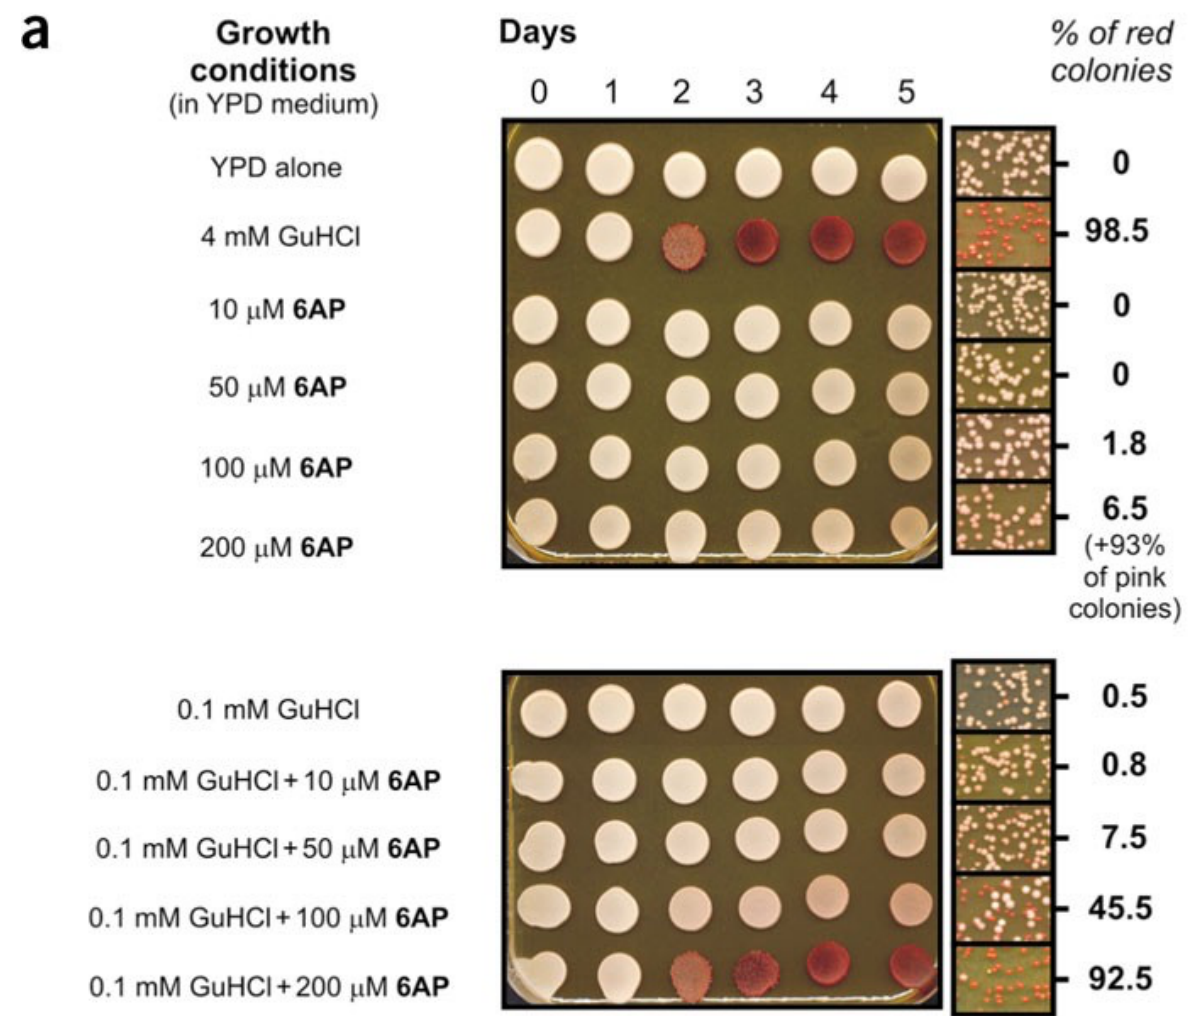 a
Growth
conditions
(in YPD medium)
Days
% of red
colonies
0 1 2 3 4 5
YPD alone 0
4 mM GuHCl 98.5
10 μM 6AP 0
50 μM 6AP 0
100 μM 6AP 1.8
200 μM 6AP 6.5
(+93%
of pink
colonies)
0.1 mM GuHCl 0.5
0.1 mM GuHCl + 10 μM 6AP 0.8
0.1 mM GuHCl + 50 μM 6AP 7.5
0.1 mM GuHCl + 100 μM 6AP 45.5
0.1 mM GuHCl + 200 μM 6AP 92.5